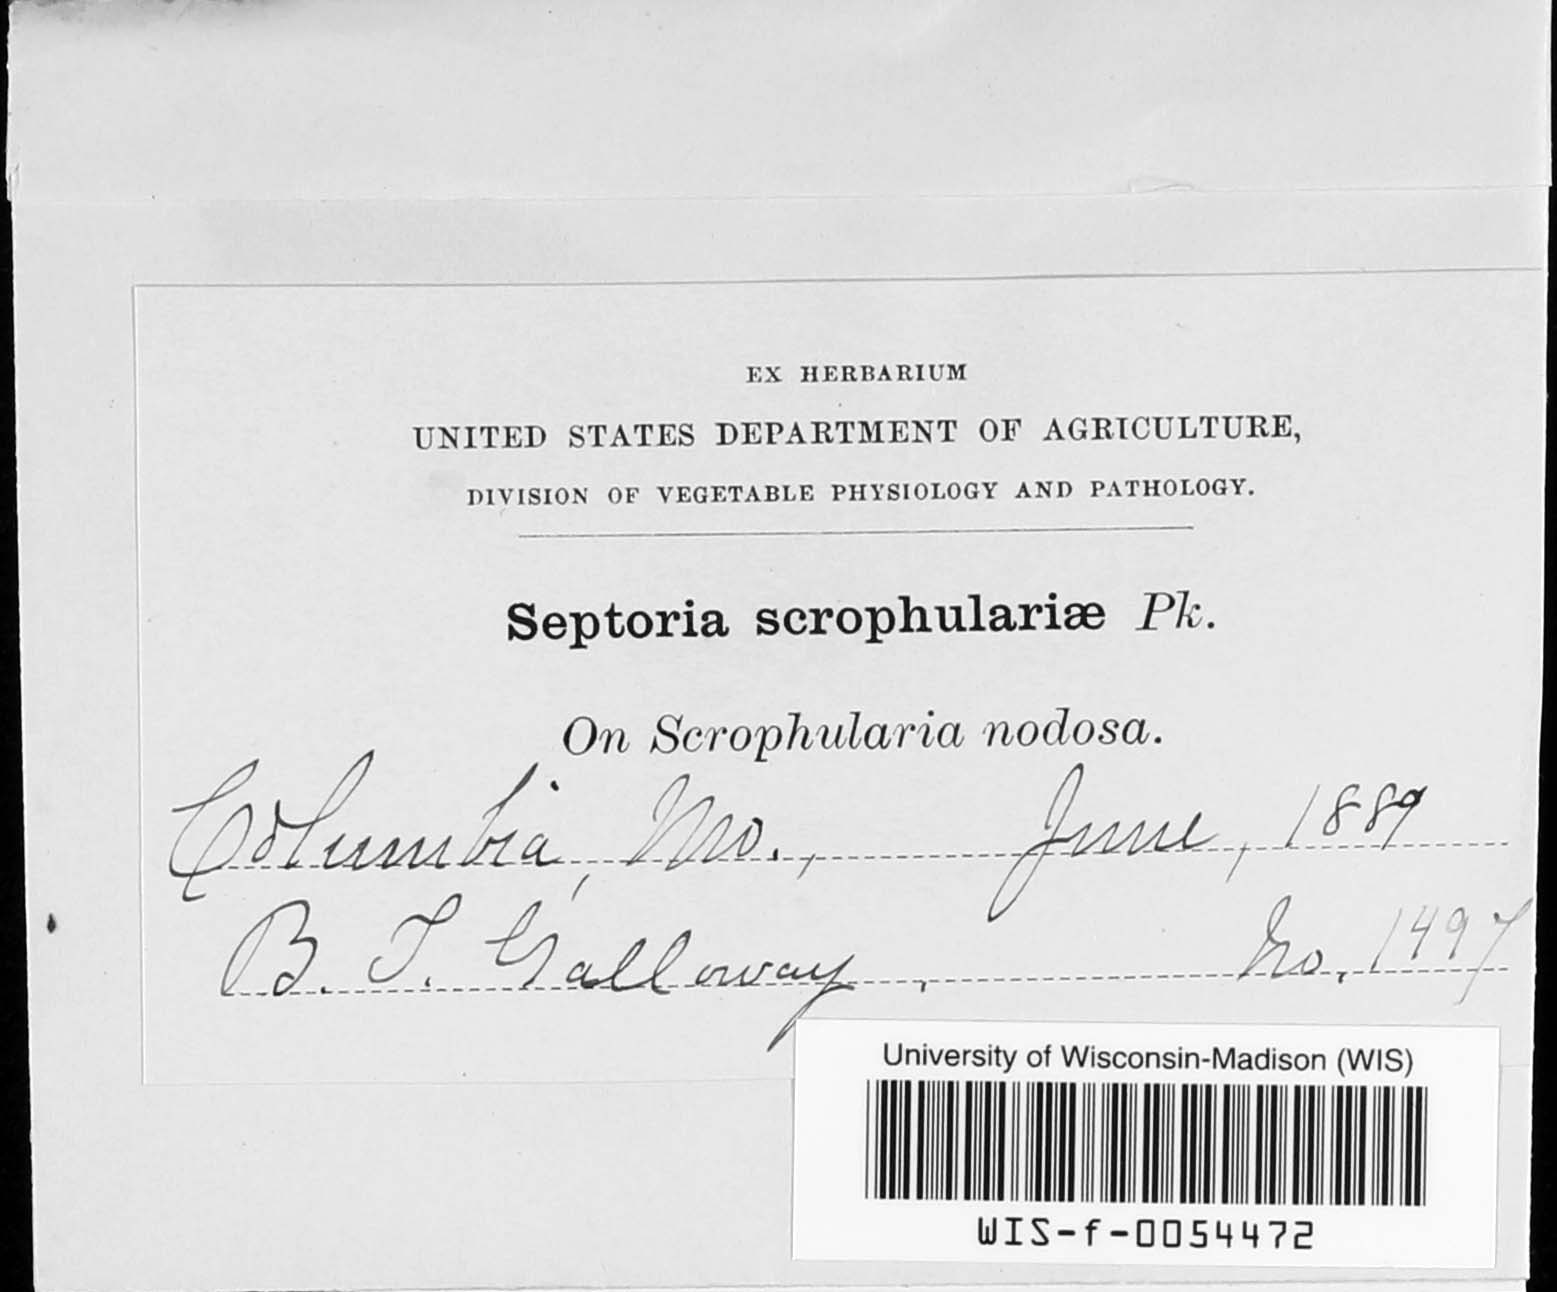 EX HERBARIUM
UNITED STATES DEPARTMENT OF AGRICULTURE,
DIVISION OF VEGETABLE PHYSIOLOGY AND PATHOLOGY.
Septoria scrophulariæ Pk.
On Scrophularia nodosa.
Columbia, Mo., June, 1889
B. T. Galloway, No. 1497
University of Wisconsin-Madison (WIS)
WIS-f-0054472